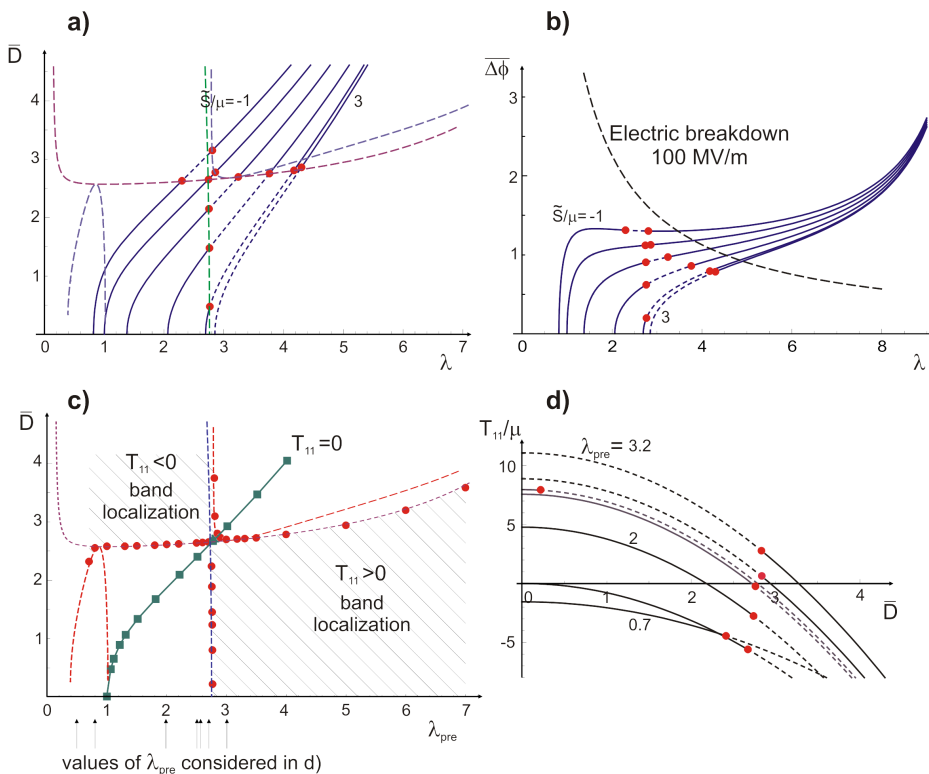 a)
D̅
4
3
2
1
0
1
2
3
4
5
6
7
λ
S̃/μ=-1
3
b)
Δϕ
3
2
1
0
2
4
6
8
λ
Electric breakdown
100 MV/m
S̃/μ=-1
3
c)
D̅
4
3
2
1
0
1
2
3
4
5
6
7
λpre
T11<0
band
localization
T11=0
T11>0
band
localization
values of λpre considered in d)
d)
T11/μ
10
5
0
-5
0
1
2
3
4
D̅
λpre= 3.2
2
0.7